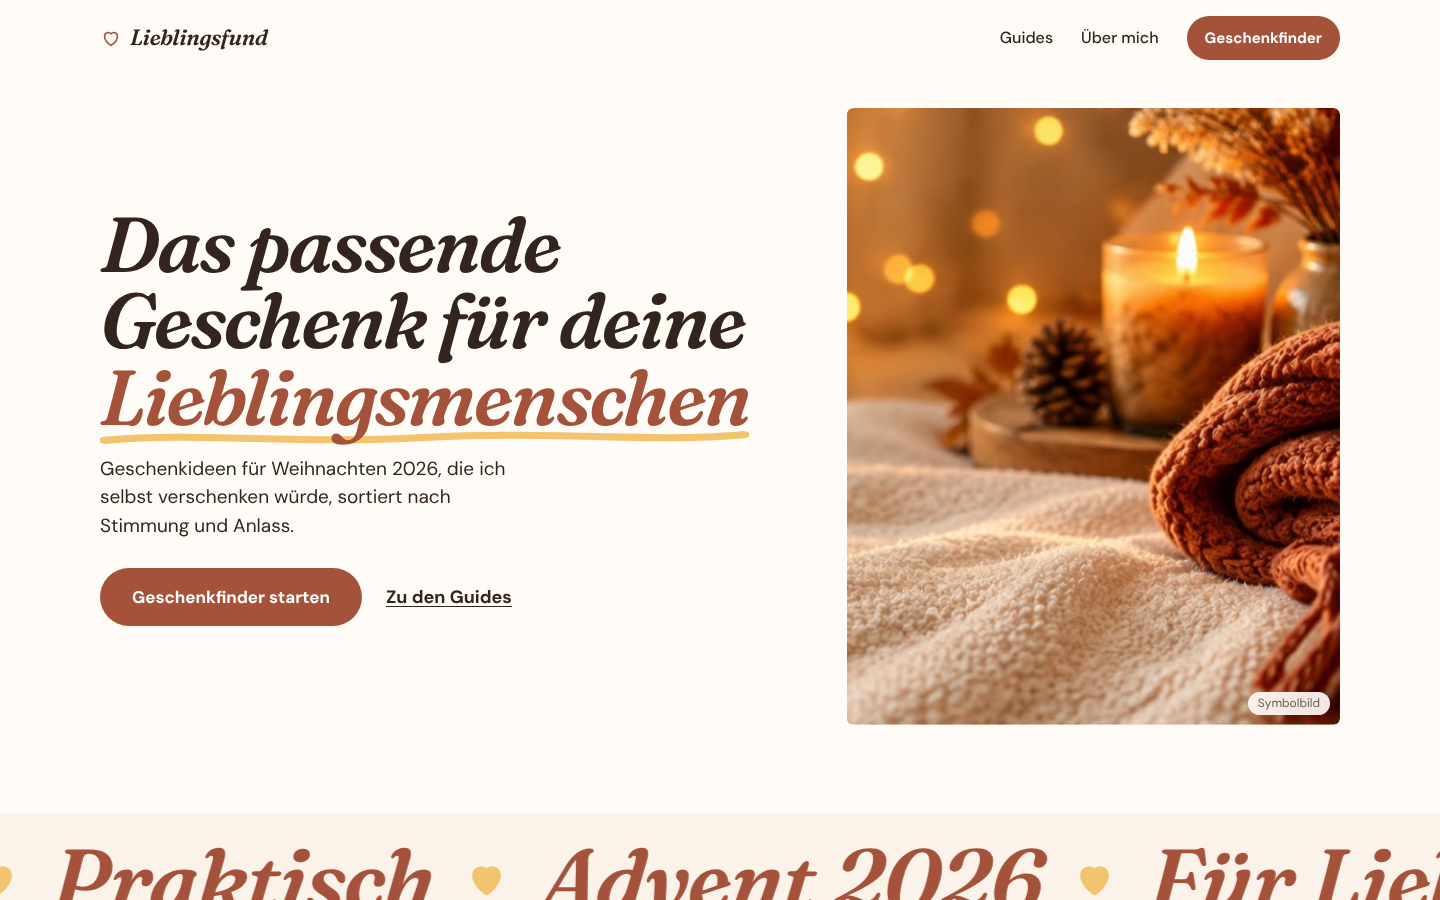 Lieblingsfund
Guides
Über mich
Geschenkfinder
Das passende
Geschenk für deine
Lieblingsmenschen
Geschenkideen für Weihnachten 2026, die ich
selbst verschenken würde, sortiert nach
Stimmung und Anlass.
Geschenkfinder starten
Zu den Guides
Symbolbild
Praktisch
Advent 2026
Für